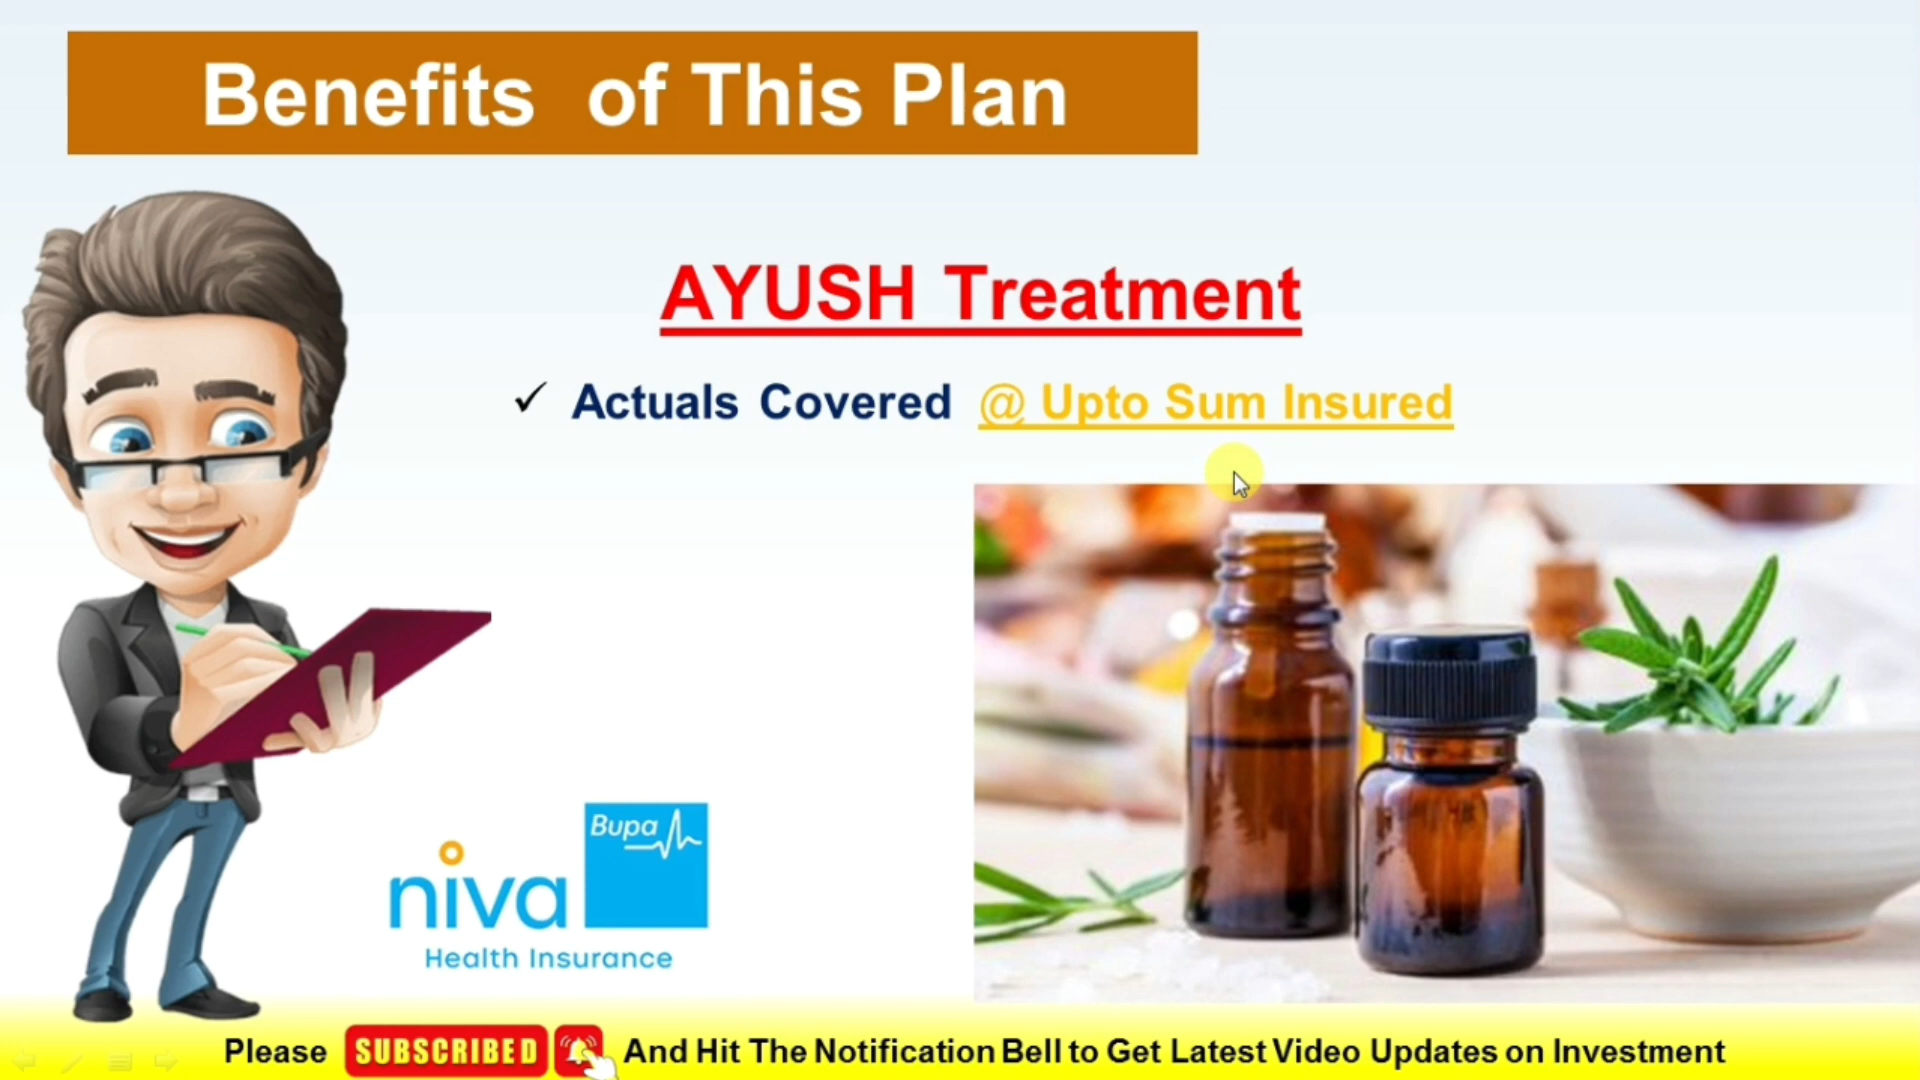 Benefits of This Plan
AYUSH Treatment
✓ Actuals Covered @ Upto Sum Insured
Bupa
niva
Health Insurance
Please SUBSCRIBED And Hit The Notification Bell to Get Latest Video Updates on Investment